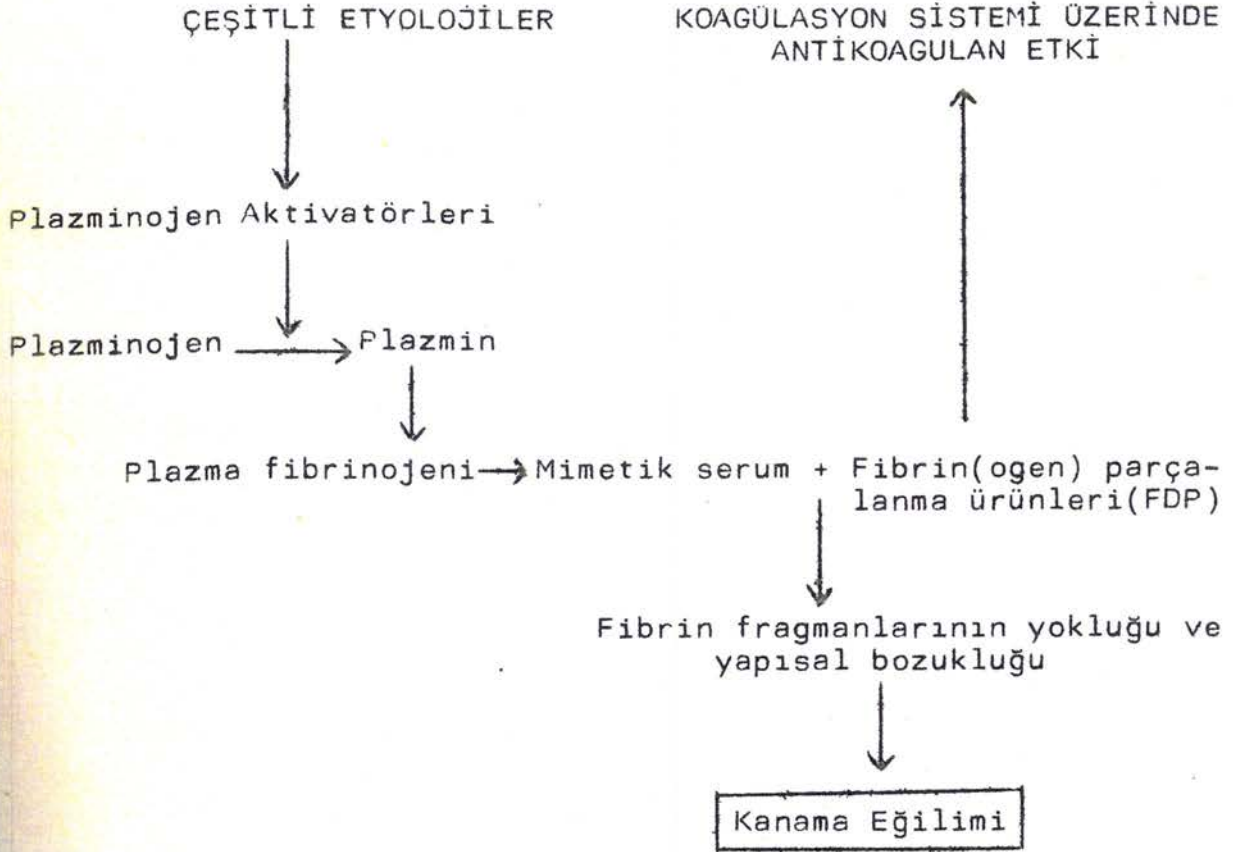 ÇEŞİTLİ ETYOLOJİLER
KOAGÜLASYON SİSTEMİ ÜZERİNDE
ANTİKOAGULAN ETKİ
Plazminojen Aktivatörleri
Plazminojen Plazmin
Plazma fibrinojeni Mimetik serum + Fibrin(ogen) parça-
lanma ürünleri(FDP)
Fibrin fragmanlarının yokluğu ve
yapısal bozukluğu
Kanama Eğilimi